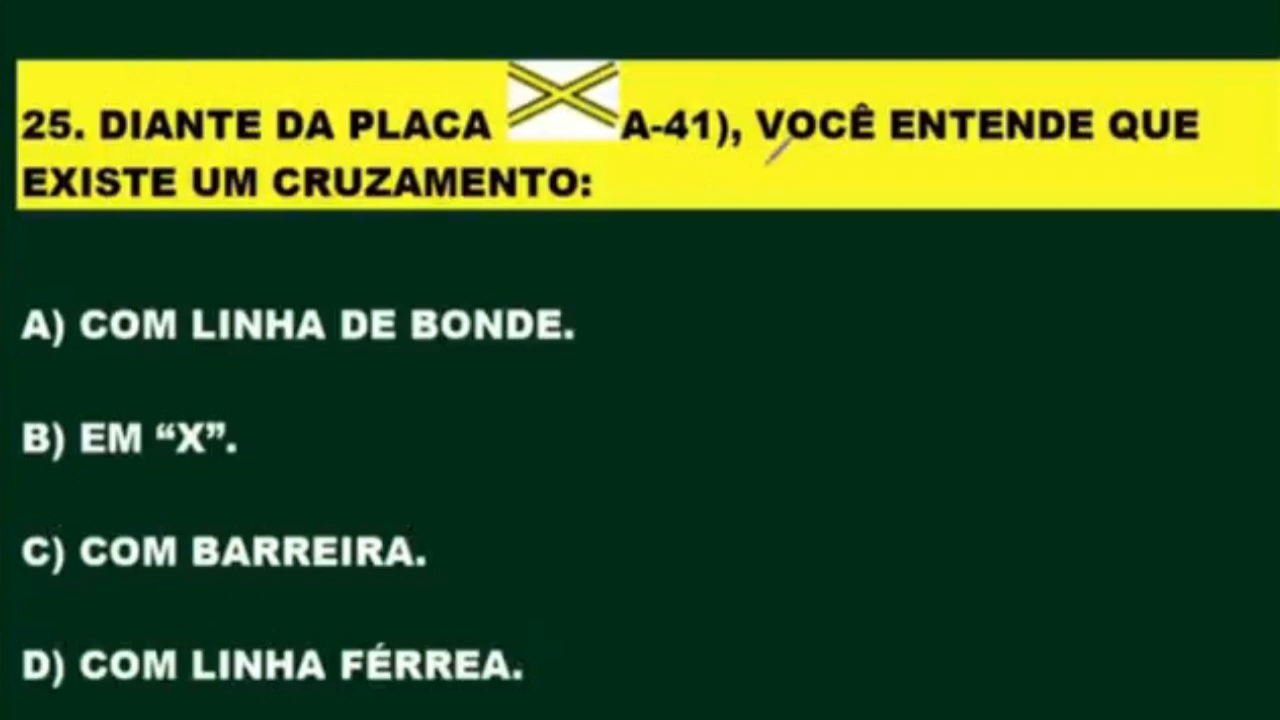 25. DIANTE DA PLACA A-41), VOCÊ ENTENDE QUE
EXISTE UM CRUZAMENTO:
A) COM LINHA DE BONDE.
B) EM “X”.
C) COM BARREIRA.
D) COM LINHA FÉRREA.